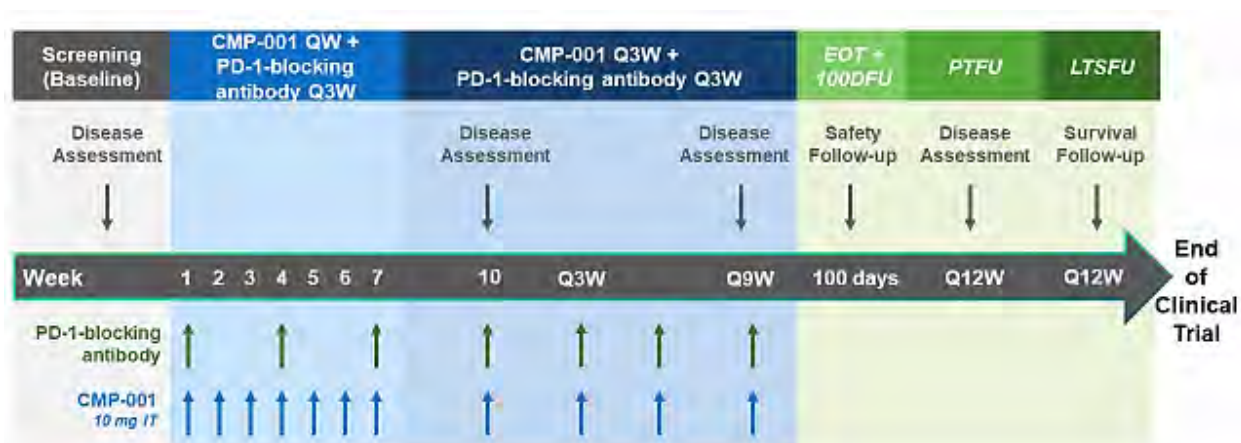 Screening
(Baseline)
CMP-001 QW +
PD-1-blocking
antibody Q3W
CMP-001 Q3W +
PD-1-blocking antibody Q3W
EOT +
100DFU
PTFU
LTSFU
Disease
Assessment
Disease
Assessment
Disease
Assessment
Safety
Follow-up
Disease
Assessment
Survival
Follow-up
Week 1 2 3 4 5 6 7 10 Q3W Q9W 100 days Q12W Q12W
End
of
Clinical
Trial
PD-1-blocking
antibody
CMP-001
10 mg IT